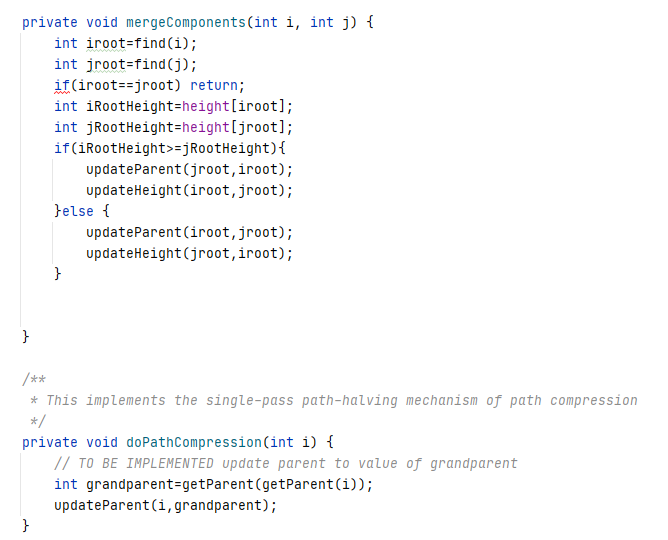 private void mergeComponents(int i, int j) {
    int iroot=find(i);
    int jroot=find(j);
    if(iroot==jroot) return;
    int iRootHeight=height[iroot];
    int jRootHeight=height[jroot];
    if(iRootHeight>=jRootHeight){
        updateParent(jroot,iroot);
        updateHeight(iroot,jroot);
    }else {
        updateParent(iroot,jroot);
        updateHeight(jroot,iroot);
    }
}
/**
 * This implements the single-pass path-halving mechanism of path compression
 */
private void doPathCompression(int i) {
    // TO BE IMPLEMENTED update parent to value of grandparent
    int grandparent=getParent(getParent(i));
    updateParent(i,grandparent);
}